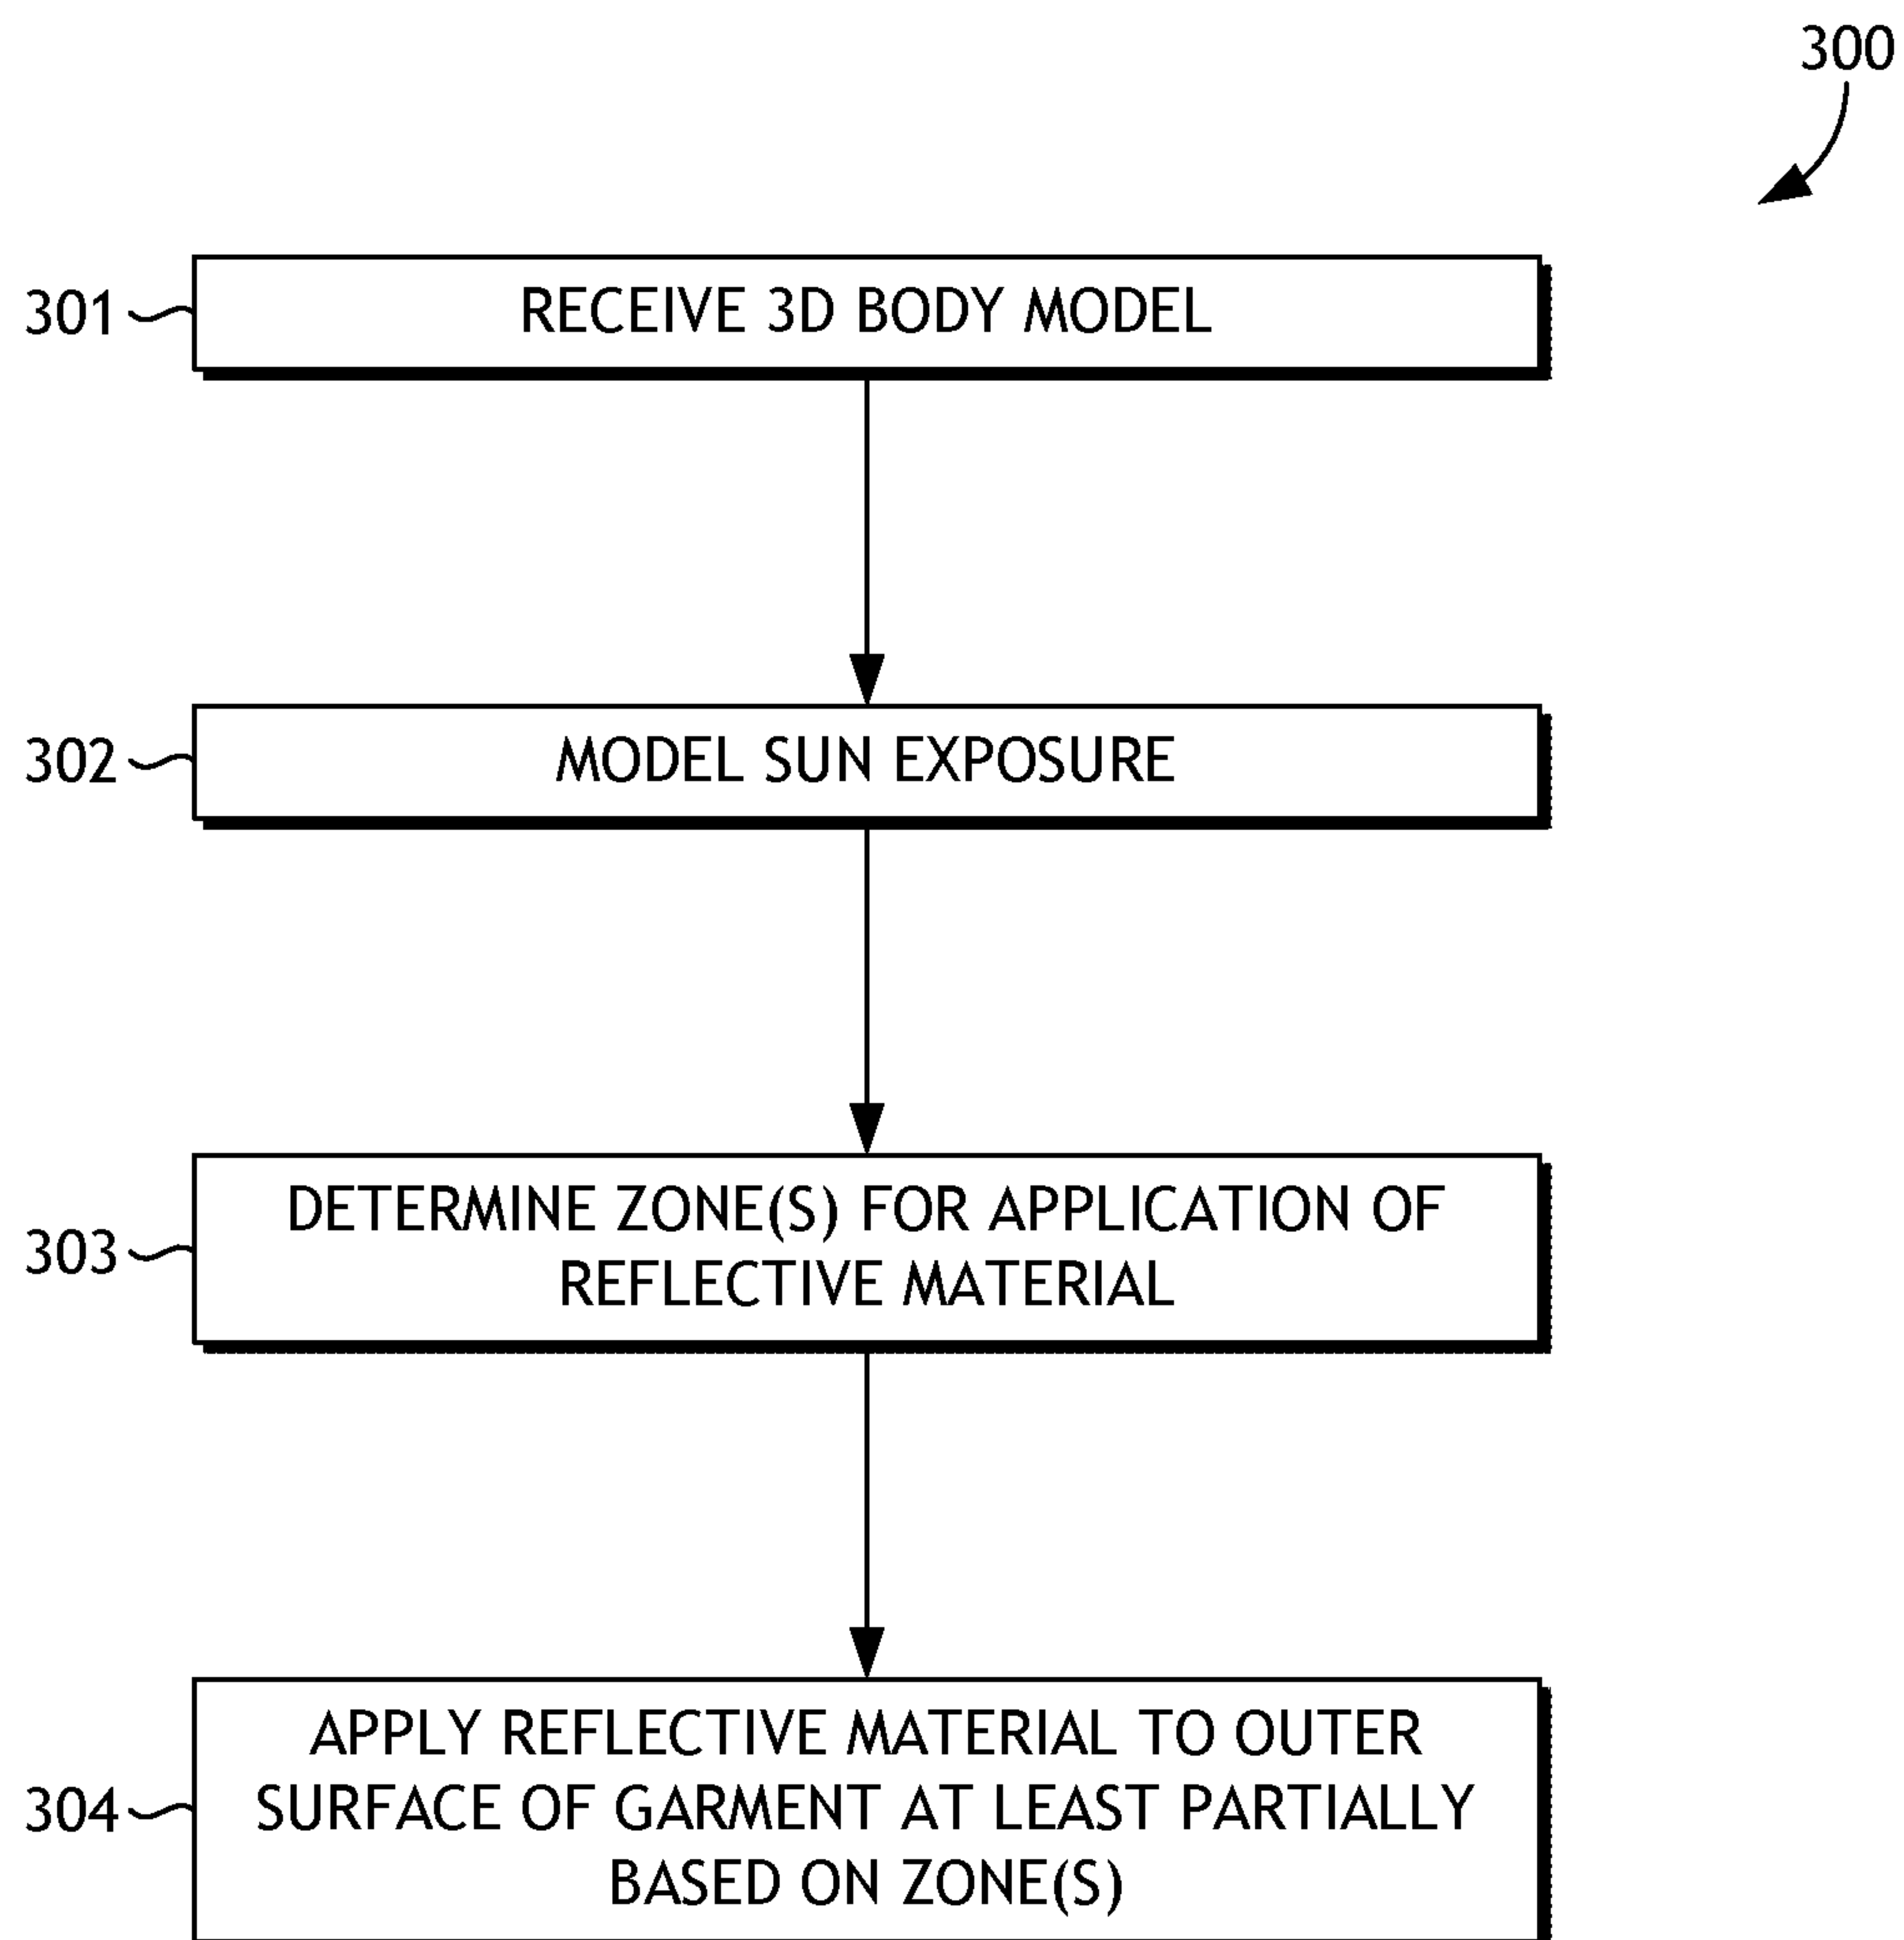 300
301
RECEIVE 3D BODY MODEL
302
MODEL SUN EXPOSURE
303
DETERMINE ZONE(S) FOR APPLICATION OF
REFLECTIVE MATERIAL
304
APPLY REFLECTIVE MATERIAL TO OUTER
SURFACE OF GARMENT AT LEAST PARTIALLY
BASED ON ZONE(S)